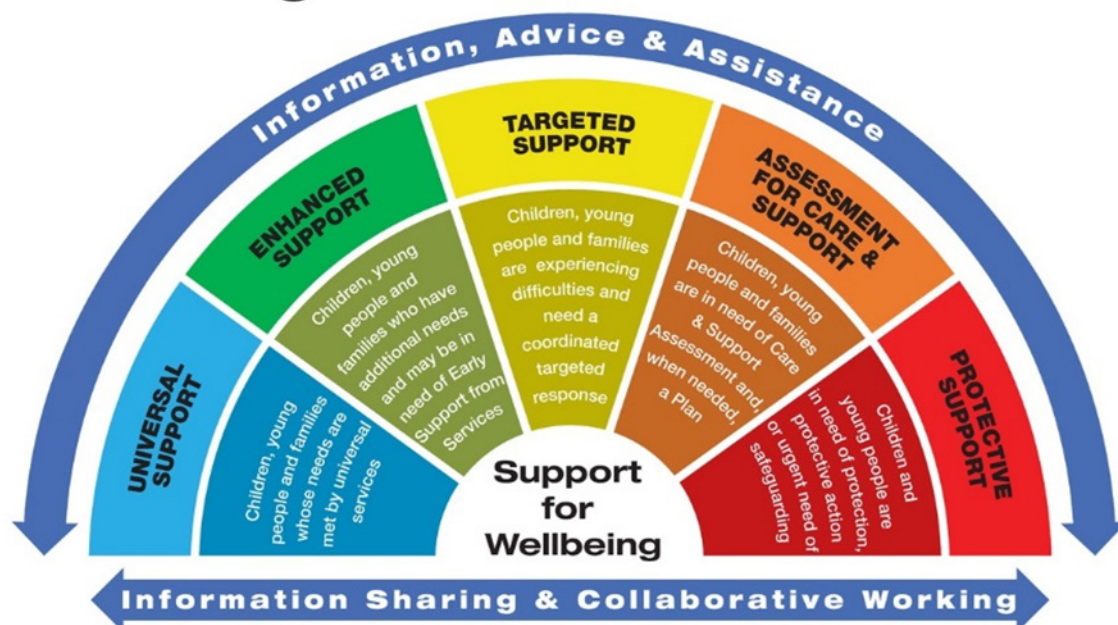 Information, Advice & Assistance
UNIVERSAL
SUPPORT
Children, young
people and families
whose needs are
met by universal
services
ENHANCED
SUPPORT
Children, young
people and
families who have
additional needs
and may be in
need of Early
Support from
Services
TARGETED
SUPPORT
Children, young
people and families
are experiencing
difficulties and
need a
coordinated
targeted
response
ASSESSMENT
FOR CARE &
SUPPORT
Children, young
people and families
are in need of Care
& Support
Assessment and,
when needed,
a Plan
PROTECTIVE
SUPPORT
Children and
young people are
in need of protection,
protective action
or urgent need of
safeguarding
Support
for
Wellbeing
Information Sharing & Collaborative Working